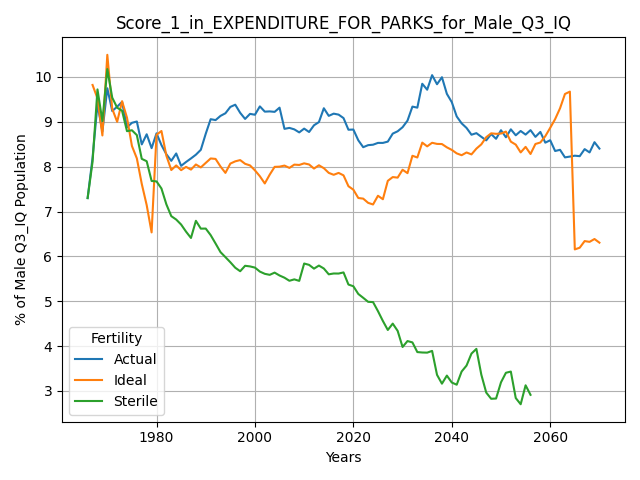 Score_1_in_EXPENDITURE_FOR_PARKS_for_Male_Q3_IQ
% of Male Q3_IQ Population
10
9
8
7
6
5
4
3
Fertility
Actual
Ideal
Sterile
1980 2000 2020 2040 2060
Years